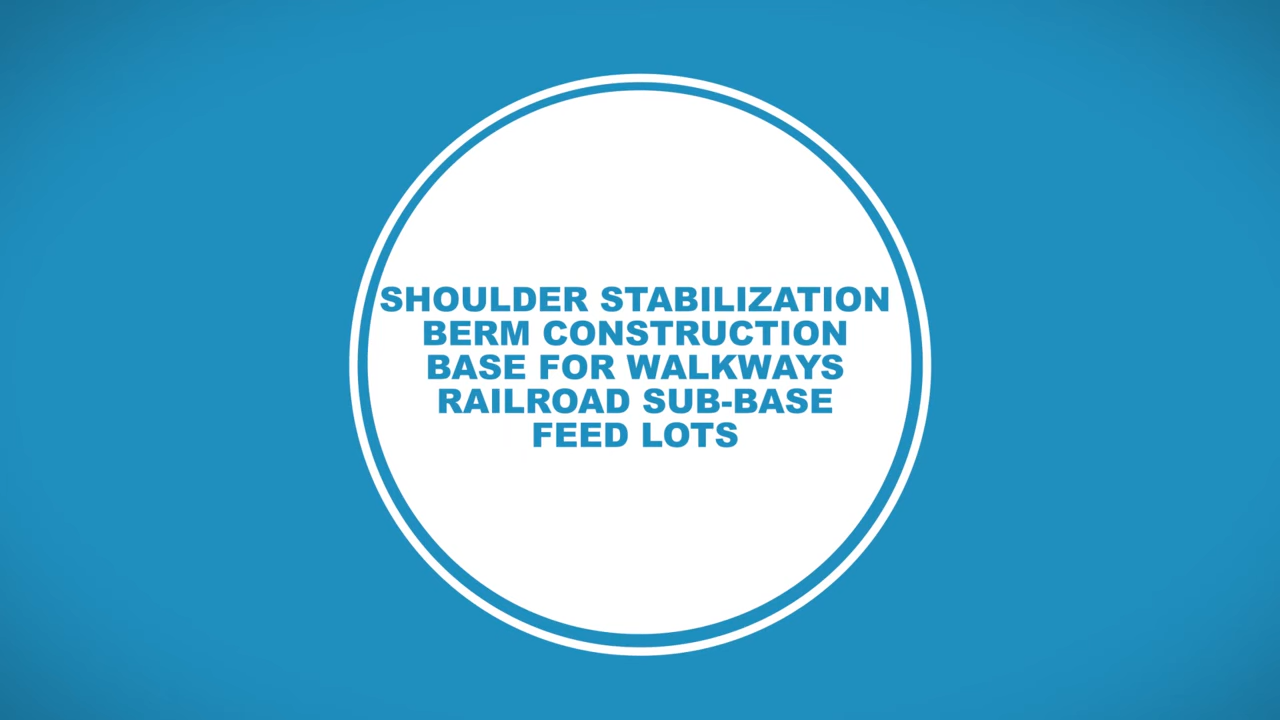 SHOULDER STABILIZATION
BERM CONSTRUCTION
BASE FOR WALKWAYS
RAILROAD SUB-BASE
FEED LOTS